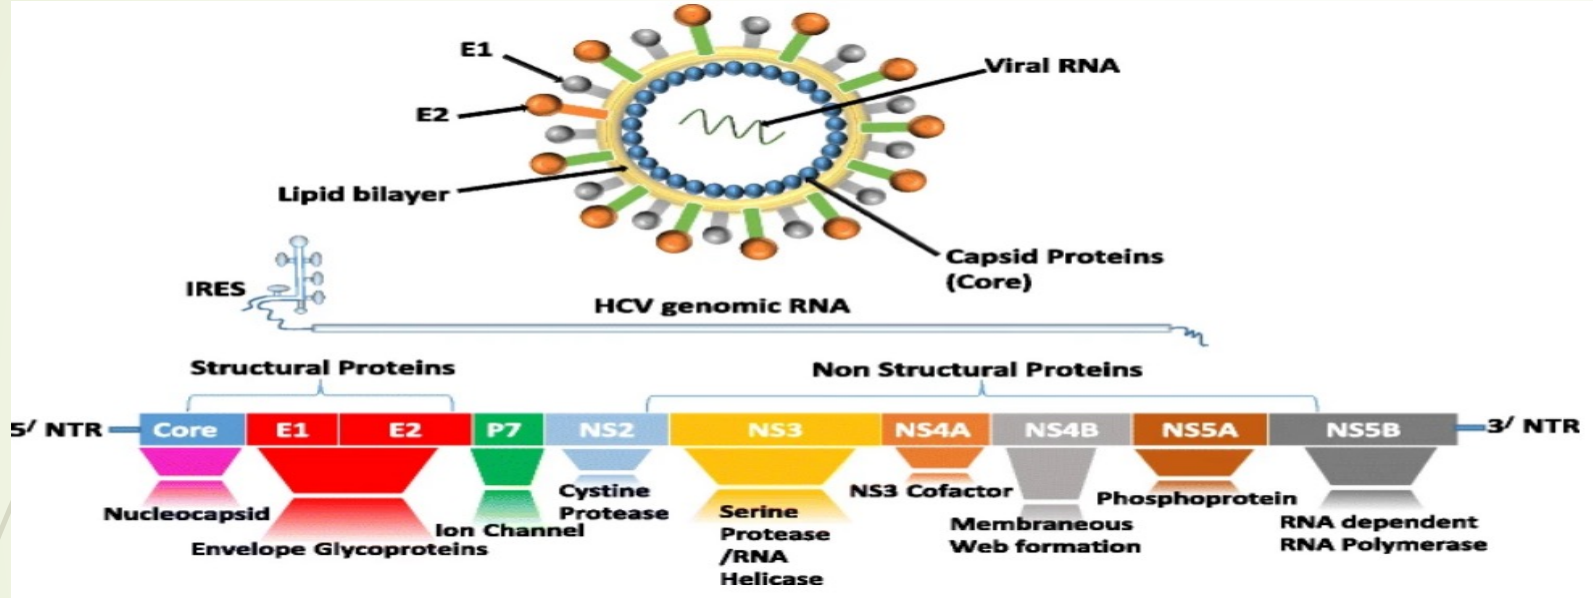 E1
E2
Viral RNA
Lipid bilayer
Capsid Proteins
(Core)
IRES
HCV genomic RNA
Structural Proteins
Non Structural Proteins
5/ NTR
Core
E1
E2
P7
NS2
NS3
NS4A
NS4B
NS5A
NS5B
3/ NTR
Nucleocapsid
Envelope Glycoproteins
Ion Channel
Cystine
Protease
Serine
Protease
/RNA
Helicase
NS3 Cofactor
Membraneous
Web formation
Phosphoprotein
RNA dependent
RNA Polymerase